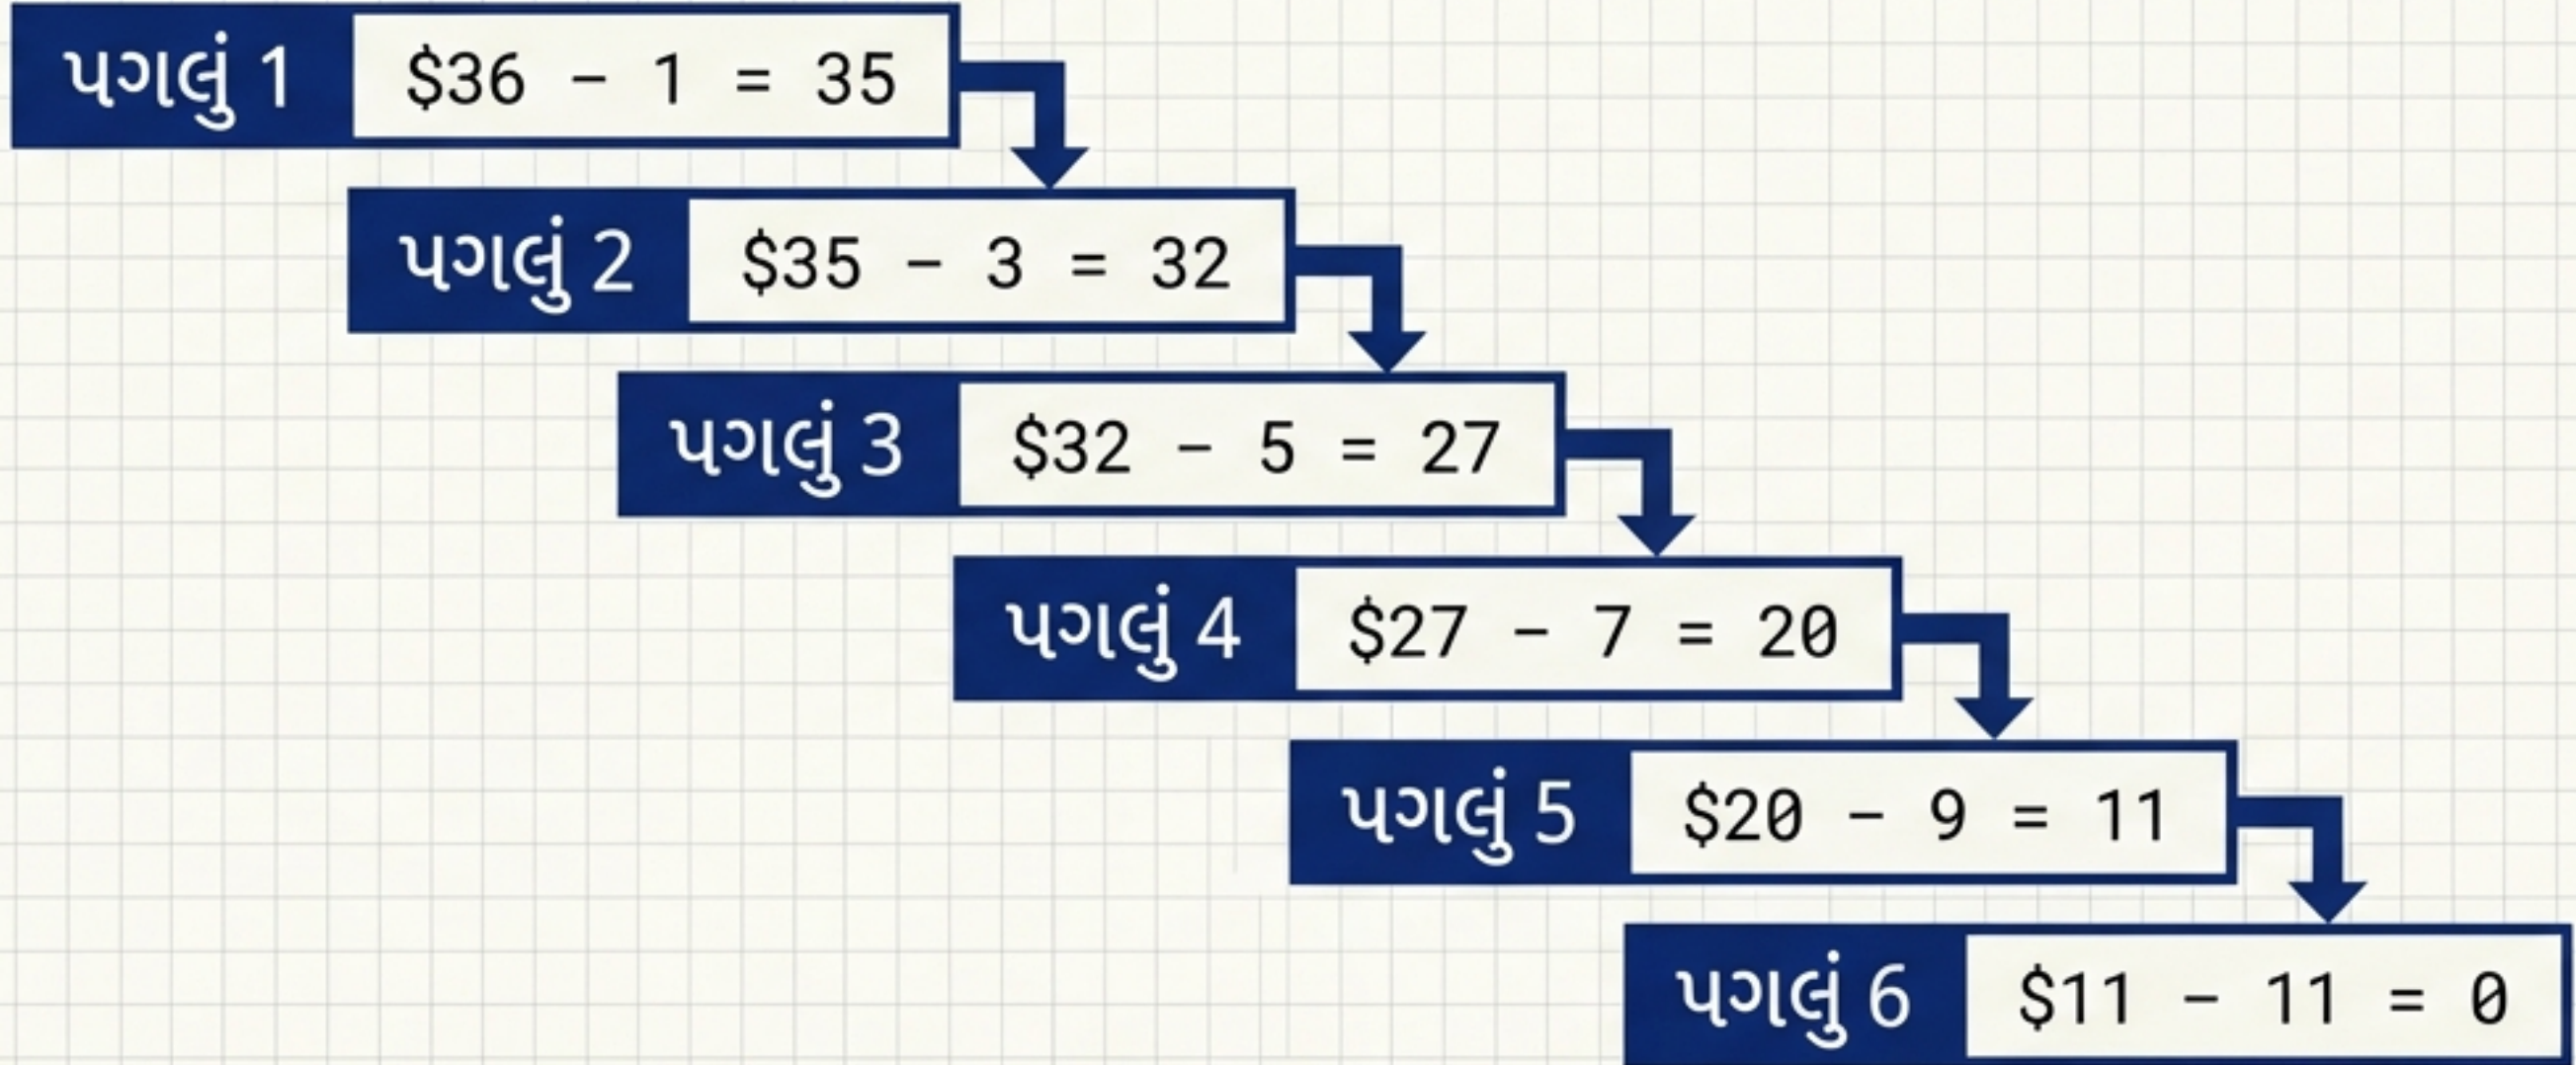 પગલું 1 $36 − 1 = 35
પગલું 2 $35 − 3 = 32
પગલું 3 $32 − 5 = 27
પગલું 4 $27 − 7 = 20
પગલું 5 $20 − 9 = 11
પગલું 6 $11 − 11 = 0